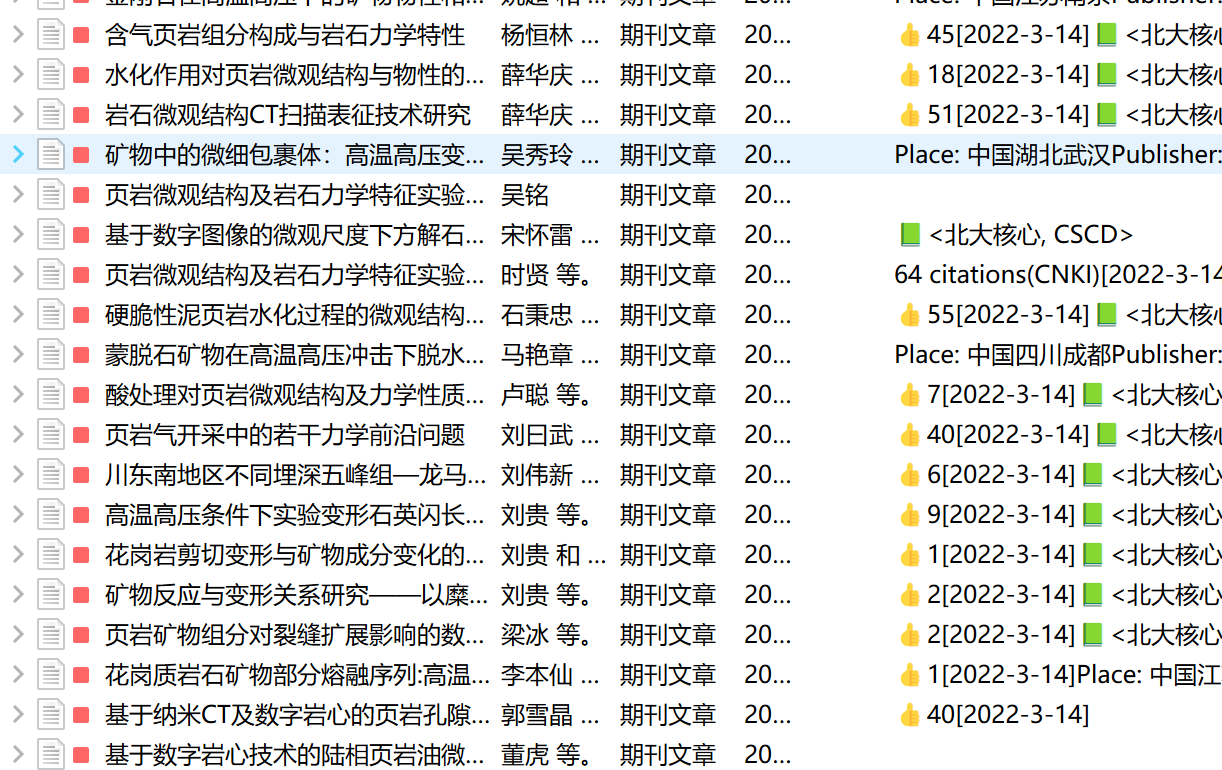 含气页岩组分构成与岩石力学特性 杨恒林 ... 期刊文章 20... 👍 45[2022-3-14] 📗 <北大核心
水化作用对页岩微观结构与物性的... 薛华庆 ... 期刊文章 20... 👍 18[2022-3-14] 📗 <北大核心
岩石微观结构CT扫描表征技术研究 薛华庆 ... 期刊文章 20... 👍 51[2022-3-14] 📗 <北大核心
矿物中的微细包裹体：高温高压变... 吴秀玲 ... 期刊文章 20... Place: 中国湖北武汉Publisher:
页岩微观结构及岩石力学特征实验... 吴铭 期刊文章 20...
基于数字图像的微观尺度下方解石... 宋怀雷 ... 期刊文章 20... 📗 <北大核心, CSCD>
页岩微观结构及岩石力学特征实验... 时贤 等。 期刊文章 20... 64 citations(CNKI)[2022-3-14
硬脆性泥页岩水化过程的微观结构... 石秉忠 ... 期刊文章 20... 👍 55[2022-3-14] 📗 <北大核心
蒙脱石矿物在高温高压冲击下脱水... 马艳章 ... 期刊文章 20... Place: 中国四川成都Publisher:
酸处理对页岩微观结构及力学性质... 卢聪 等。 期刊文章 20... 👍 7[2022-3-14] 📗 <北大核心
页岩气开采中的若干力学前沿问题 刘曰武 ... 期刊文章 20... 👍 40[2022-3-14] 📗 <北大核心
川东南地区不同埋深五峰组—龙马... 刘伟新 ... 期刊文章 20... 👍 6[2022-3-14] 📗 <北大核心
高温高压条件下实验变形石英闪长... 刘贵 等。 期刊文章 20... 👍 9[2022-3-14] 📗 <北大核心
花岗岩剪切变形与矿物成分变化的... 刘贵 和 ... 期刊文章 20... 👍 1[2022-3-14] 📗 <北大核心
矿物反应与变形关系研究——以糜... 刘贵 等。 期刊文章 20... 👍 2[2022-3-14] 📗 <北大核心
页岩矿物组分对裂缝扩展影响的数... 梁冰 等。 期刊文章 20... 👍 2[2022-3-14] 📗 <北大核心
花岗质岩石矿物部分熔融序列:高温... 李本仙 ... 期刊文章 20... 👍 1[2022-3-14]Place: 中国江
基于纳米CT及数字岩心的页岩孔隙... 郭雪晶 ... 期刊文章 20... 👍 40[2022-3-14]
基于数字岩心技术的陆相页岩油微... 董虎 等。 期刊文章 20...